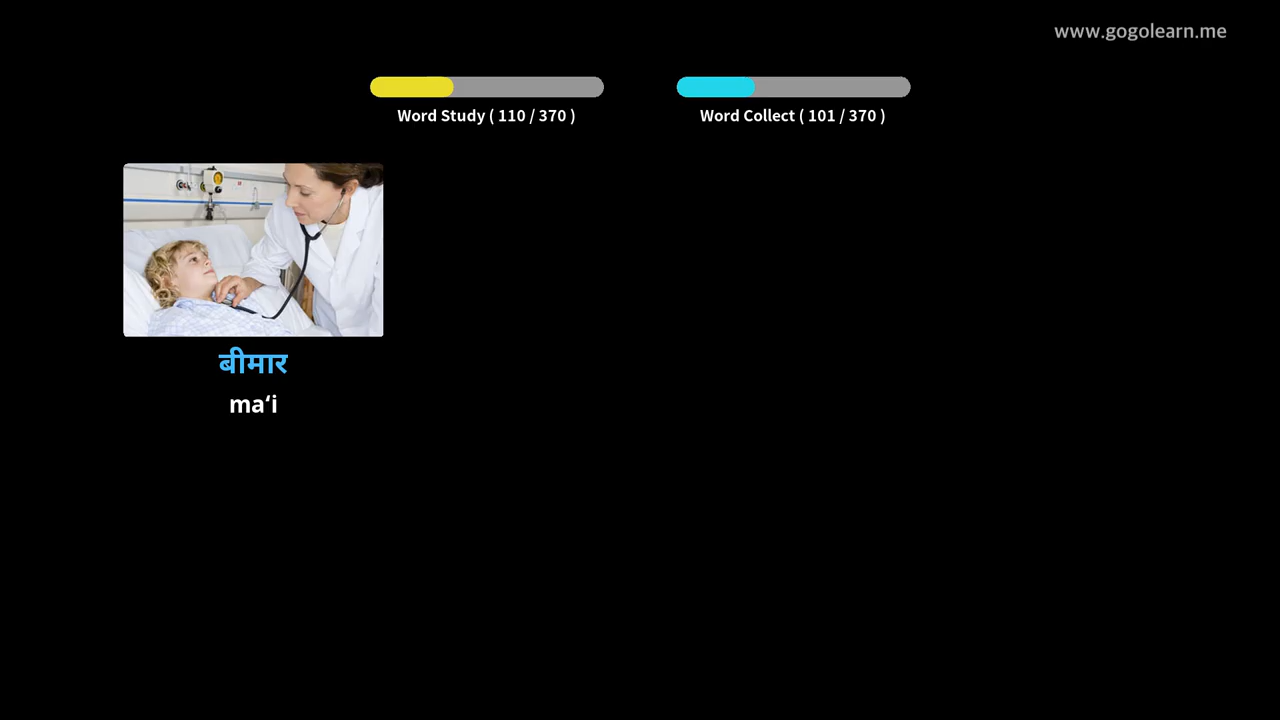 www.gogolearn.me
Word Study ( 110 / 370 )
Word Collect ( 101 / 370 )
बीमार
ma‘i